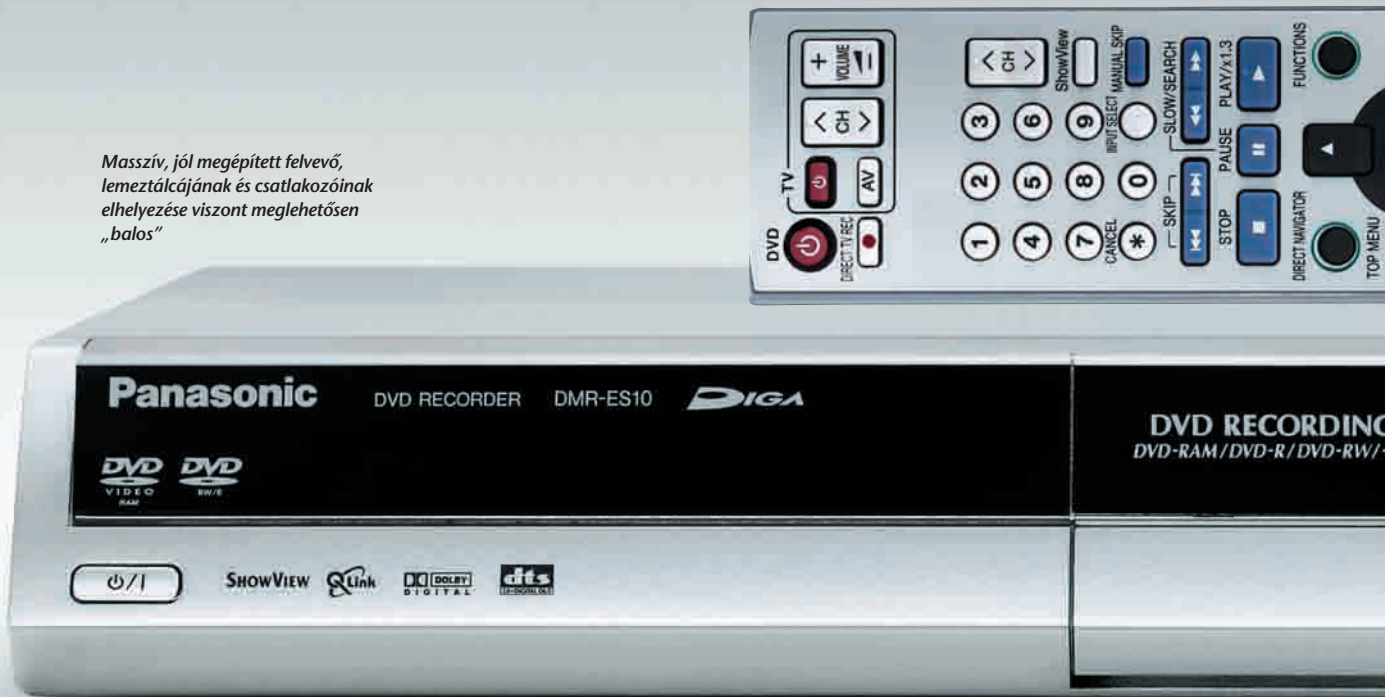 Masszív, jól megépített felvevő,
lemeztálcájának és csatlakozóinak
elhelyezése viszont meglehetősen
„balos”
DVD
TV
DIRECT TV REC
AV
CH
+ VOLUME
1 2 3
4 5 6
7 8 9
CANCEL
* 0
INPUT SELECT
CH
ShowView
MANUAL SKIP
SKIP
SLOW/SEARCH
STOP
PAUSE
PLAY/x1.3
DIRECT NAVIGATOR
TOP MENU
FUNCTIONS
Panasonic DVD RECORDER DMR-ES10 DIGA
DVD VIDEO RAM
DVD RW/R
DVD RECORDING
DVD-RAM/DVD-R/DVD-RW/
SHOWVIEW Q Link DOLBY DIGITAL dts